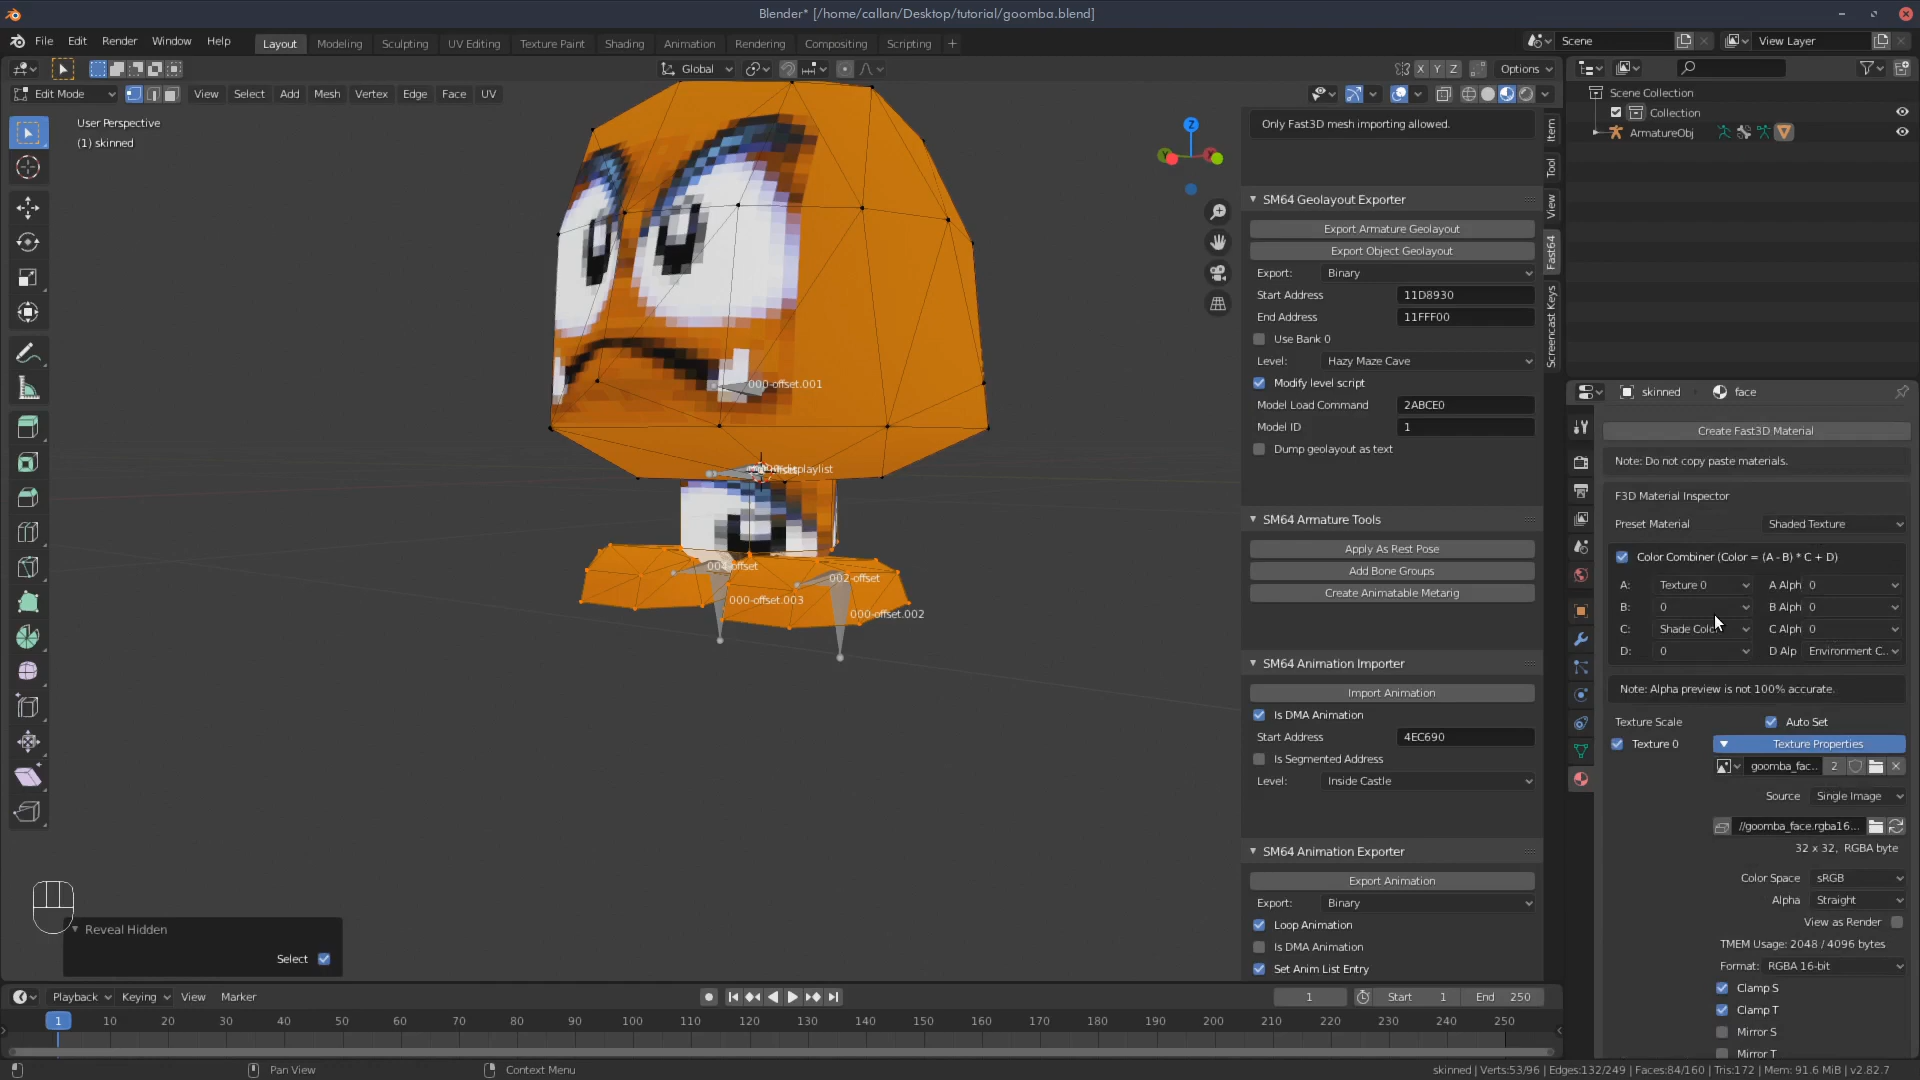 Blender* [/home/callan/Desktop/tutorial/goomba.blend]
File Edit Render Window Help
Layout Modeling Sculpting UV Editing Texture Paint Shading Animation Rendering Compositing Scripting +
Scene
View Layer
Global
X Y Z
Options
Edit Mode
View Select Add Mesh Vertex Edge Face UV
User Perspective
(1) skinned
Z
000-offset.001
displaylist
004-offset
002-offset
000-offset.003
000-offset.002
Reveal Hidden
Select
Only Fast3D mesh importing allowed.
SM64 Geolayout Exporter
Export Armature Geolayout
Export Object Geolayout
Export: Binary
Start Address 11D8930
End Address 11FFF00
Use Bank 0
Level: Hazy Maze Cave
Modify level script
Model Load Command 2ABCE0
Model ID 1
Dump geolayout as text
SM64 Armature Tools
Apply As Rest Pose
Add Bone Groups
Create Animatable Metarig
SM64 Animation Importer
Import Animation
Is DMA Animation
Start Address 4EC690
Is Segmented Address
Level: Inside Castle
SM64 Animation Exporter
Export Animation
Export: Binary
Loop Animation
Is DMA Animation
Set Anim List Entry
Item
Tool
View
Fast64
Screencast Keys
Scene Collection
Collection
ArmatureObj
skinned face
Create Fast3D Material
Note: Do not copy paste materials.
F3D Material Inspector
Preset Material Shaded Texture
Color Combiner (Color = (A - B) * C + D)
A: Texture 0 A Alph 0
B: 0 B Alph 0
C: Shade Colo C Alph 0
D: 0 D Alp Environment C..
Note: Alpha preview is not 100% accurate.
Texture Scale Auto Set
Texture 0 Texture Properties
goomba_fac.. 2
Source Single Image
//goomba_face.rgba16...
32 x 32, RGBA byte
Color Space sRGB
Alpha Straight
View as Render
TMEM Usage: 2048 / 4096 bytes
Format: RGBA 16-bit
Clamp S
Clamp T
Mirror S
Mirror T
Playback Keying View Marker
1 Start 1 End 250
1 10 20 30 40 50 60 70 80 90 100 110 120 130 140 150 160 170 180 190 200 210 220 230 240 250
Pan View
Context Menu
skinned | Verts:53/96 | Edges:132/249 | Faces:84/160 | Tris:172 | Mem: 91.6 MiB | v2.82.7